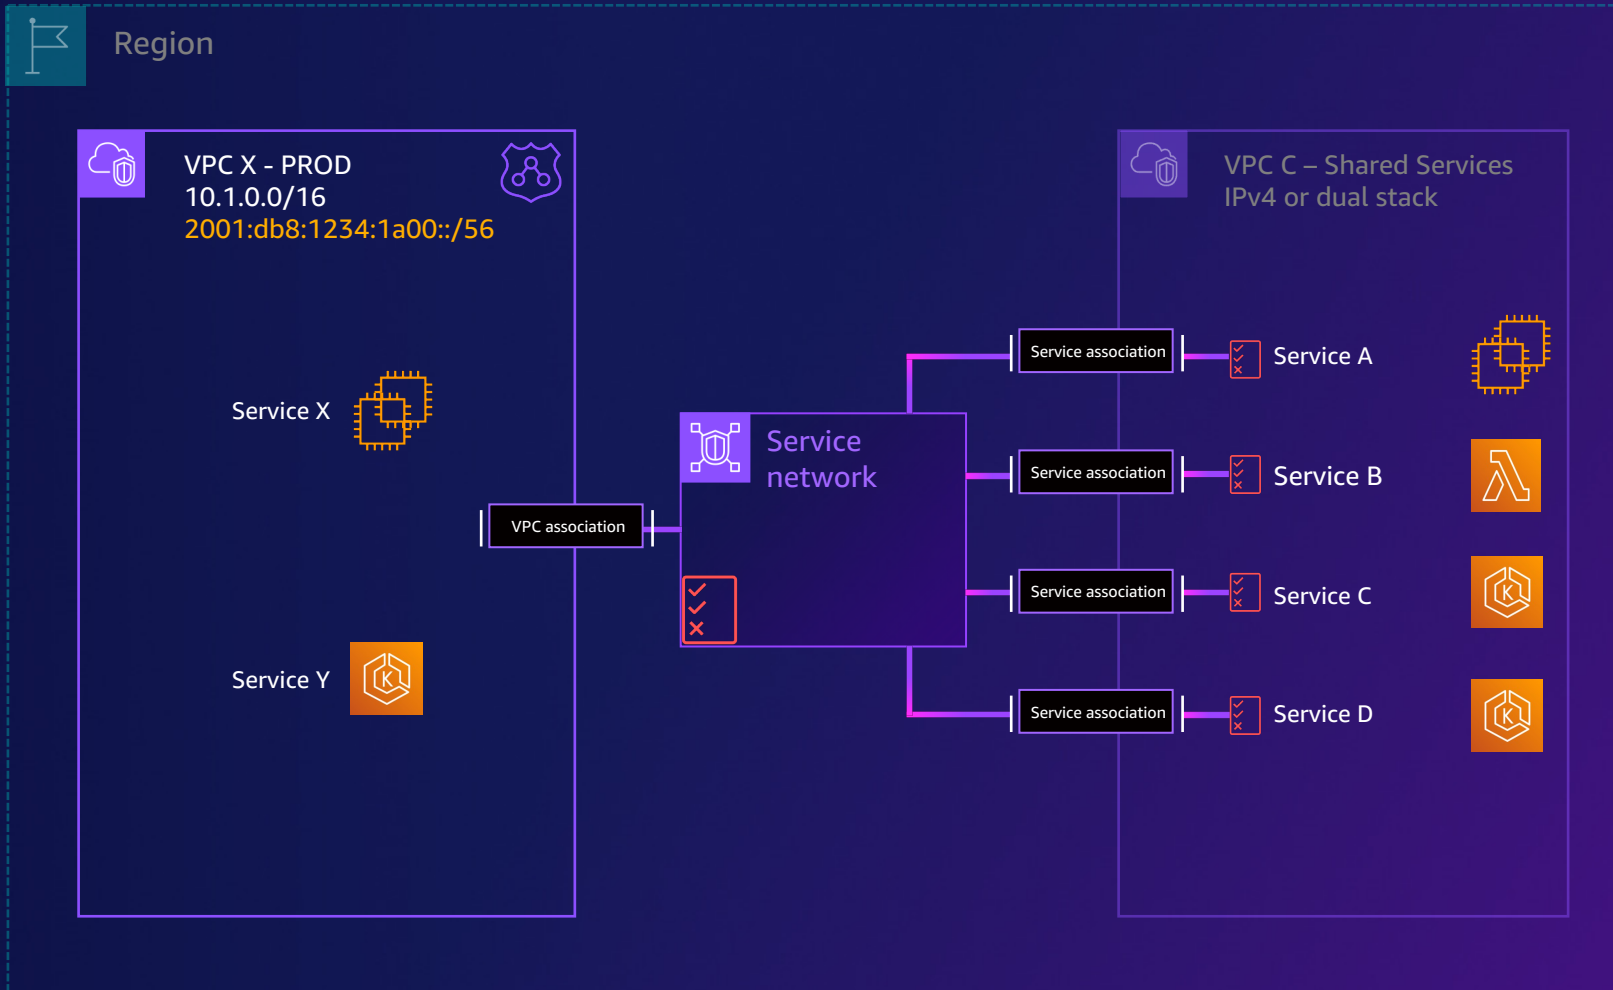 Region
VPC X - PROD
10.1.0.0/16
2001:db8:1234:1a00::/56
Service X
Service Y
VPC association
Service
network
VPC C – Shared Services
IPv4 or dual stack
Service association
Service A
Service association
Service B
Service association
Service C
Service association
Service D